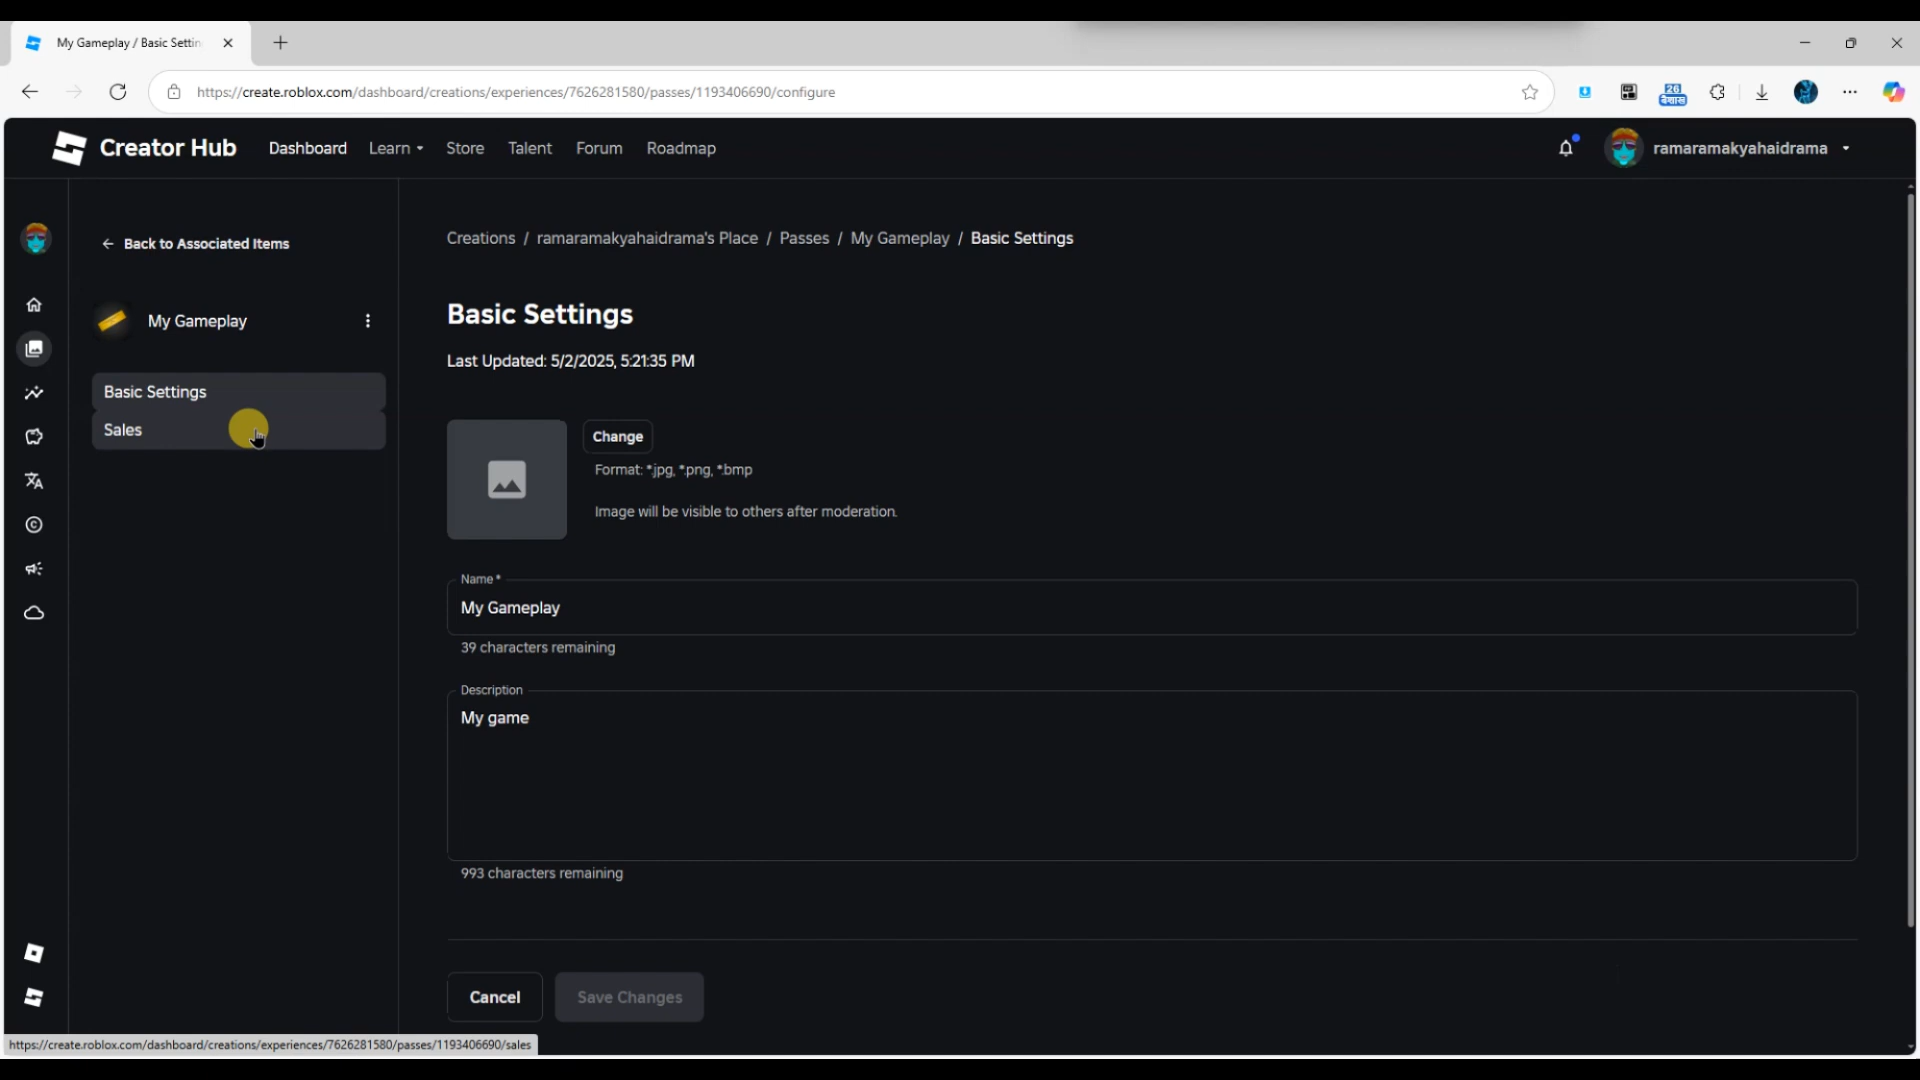 My Gameplay / Basic Settin
https://create.roblox.com/dashboard/creations/experiences/7626281580/passes/1193406690/configure
26
Creator Hub
Dashboard
Learn
Store
Talent
Forum
Roadmap
ramaramakyahaidrama
Back to Associated Items
My Gameplay
Basic Settings
Sales
Creations / ramaramakyahaidrama's Place / Passes / My Gameplay / Basic Settings
Basic Settings
Last Updated: 5/2/2025, 5:21:35 PM
Change
Format: *.jpg, *.png, *.bmp
Image will be visible to others after moderation.
Name *
My Gameplay
39 characters remaining
Description
My game
993 characters remaining
Cancel
Save Changes
https://create.roblox.com/dashboard/creations/experiences/7626281580/passes/1193406690/sales